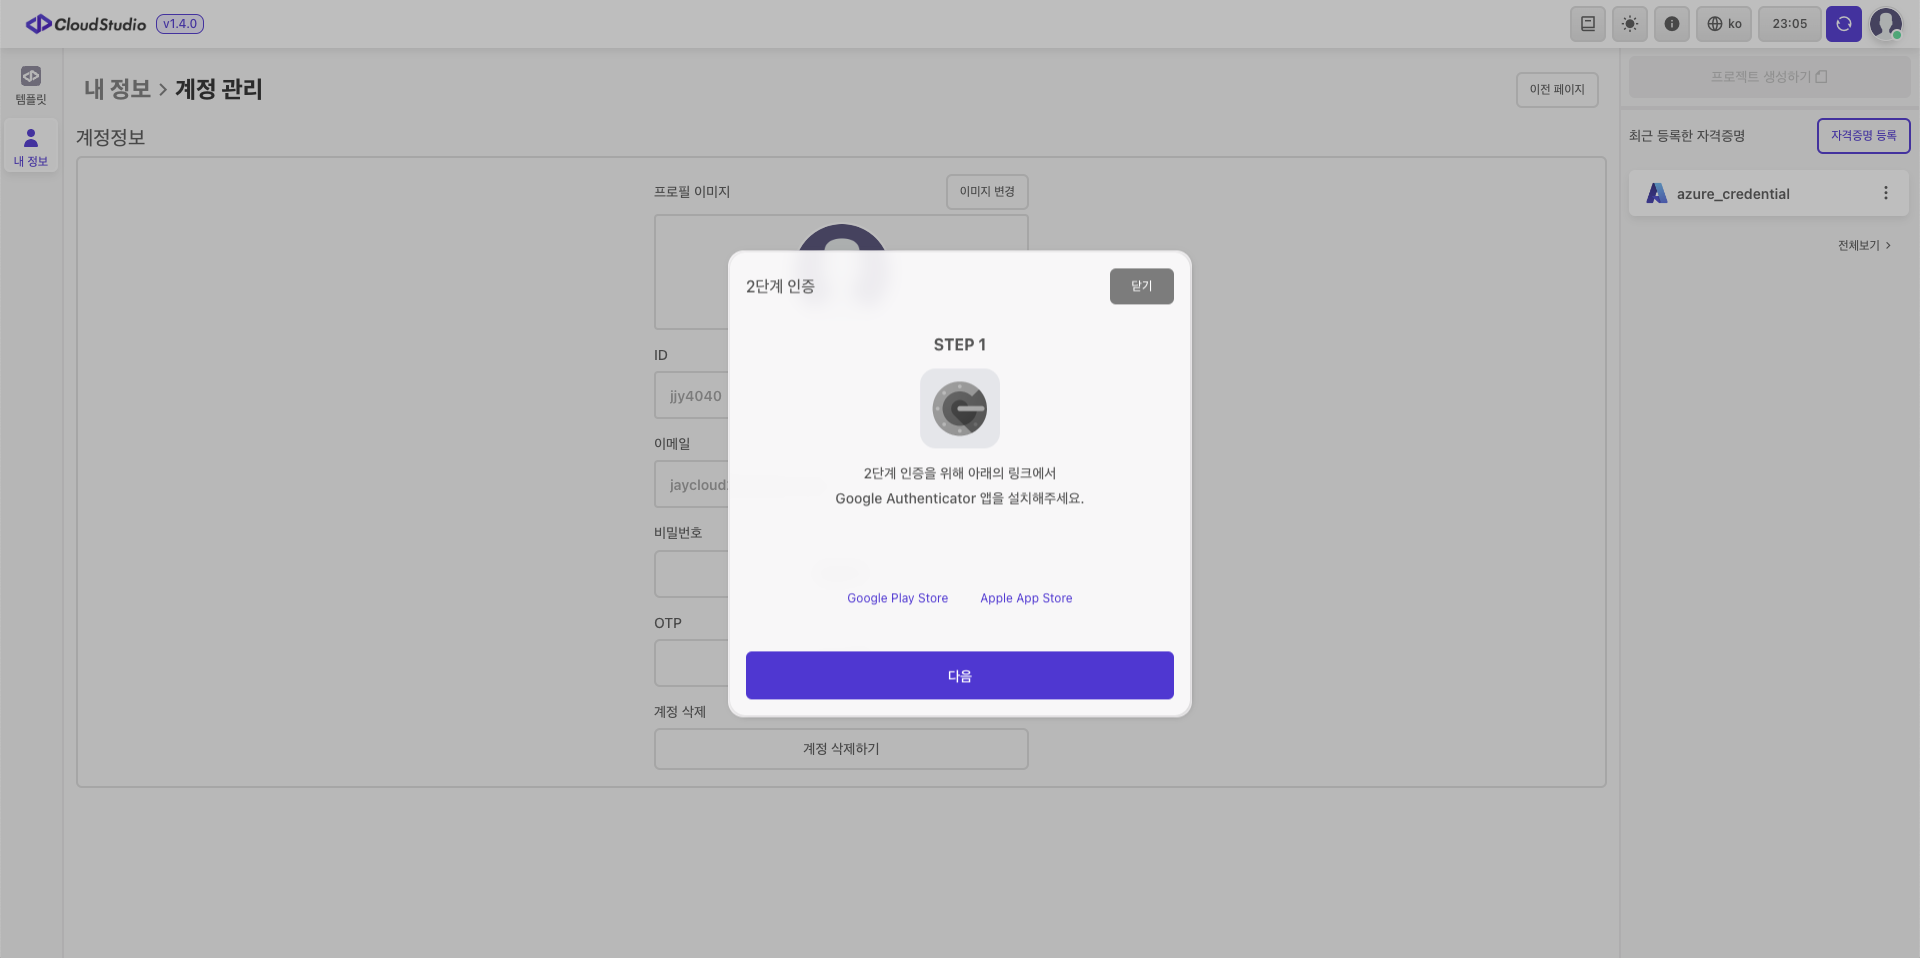 CloudStudio v1.4.0
ko
23:05
템플릿
내 정보
내 정보 > 계정 관리
이전 페이지
계정정보
프로필 이미지
이미지 변경
ID
jjy4040
이메일
jaycloud
비밀번호
OTP
계정 삭제
계정 삭제하기
2단계 인증
닫기
STEP 1
2단계 인증을 위해 아래의 링크에서
Google Authenticator 앱을 설치해주세요.
Google Play Store
Apple App Store
다음
프로젝트 생성하기
최근 등록한 자격증명
자격증명 등록
azure_credential
전체보기 >